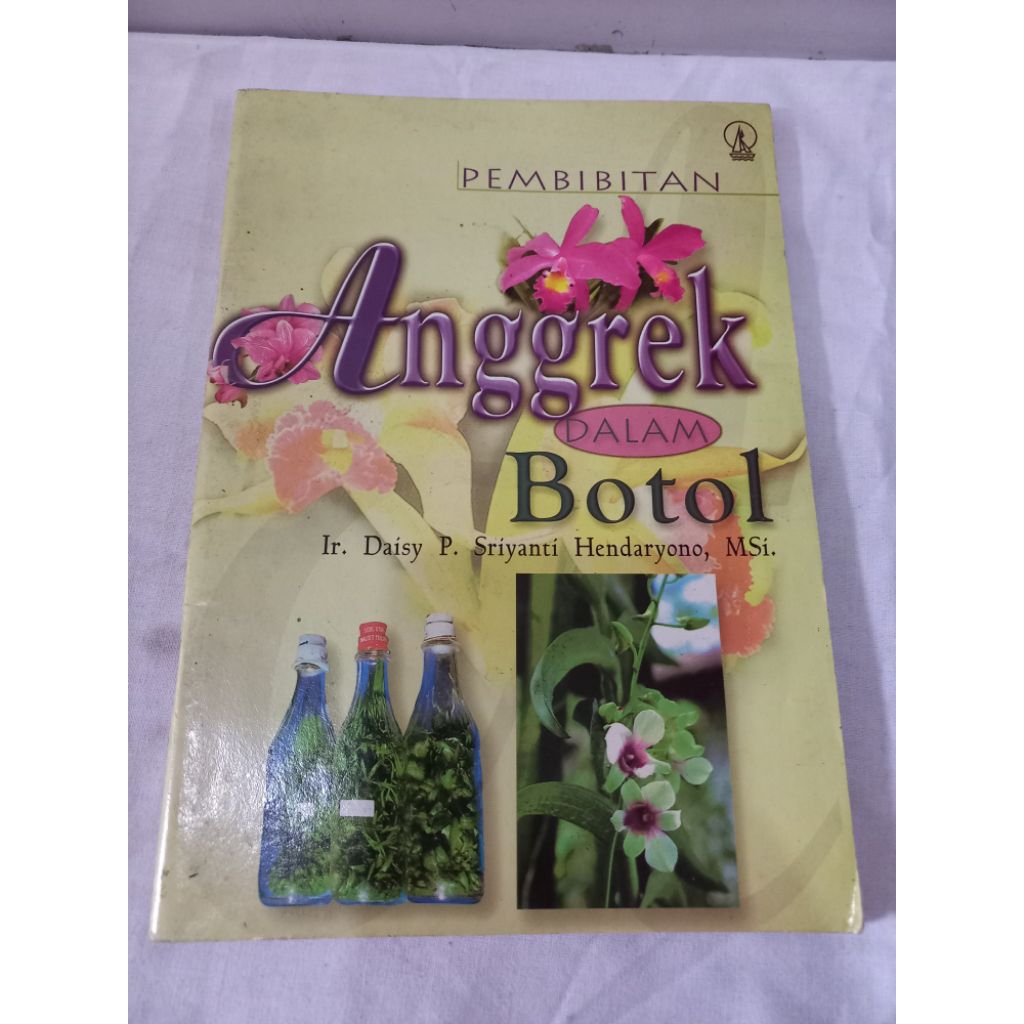 PEMBIBITAN
Anggrek
DALAM
Botol
Ir. Daisy P. Sriyanti Hendaryono, MSi.